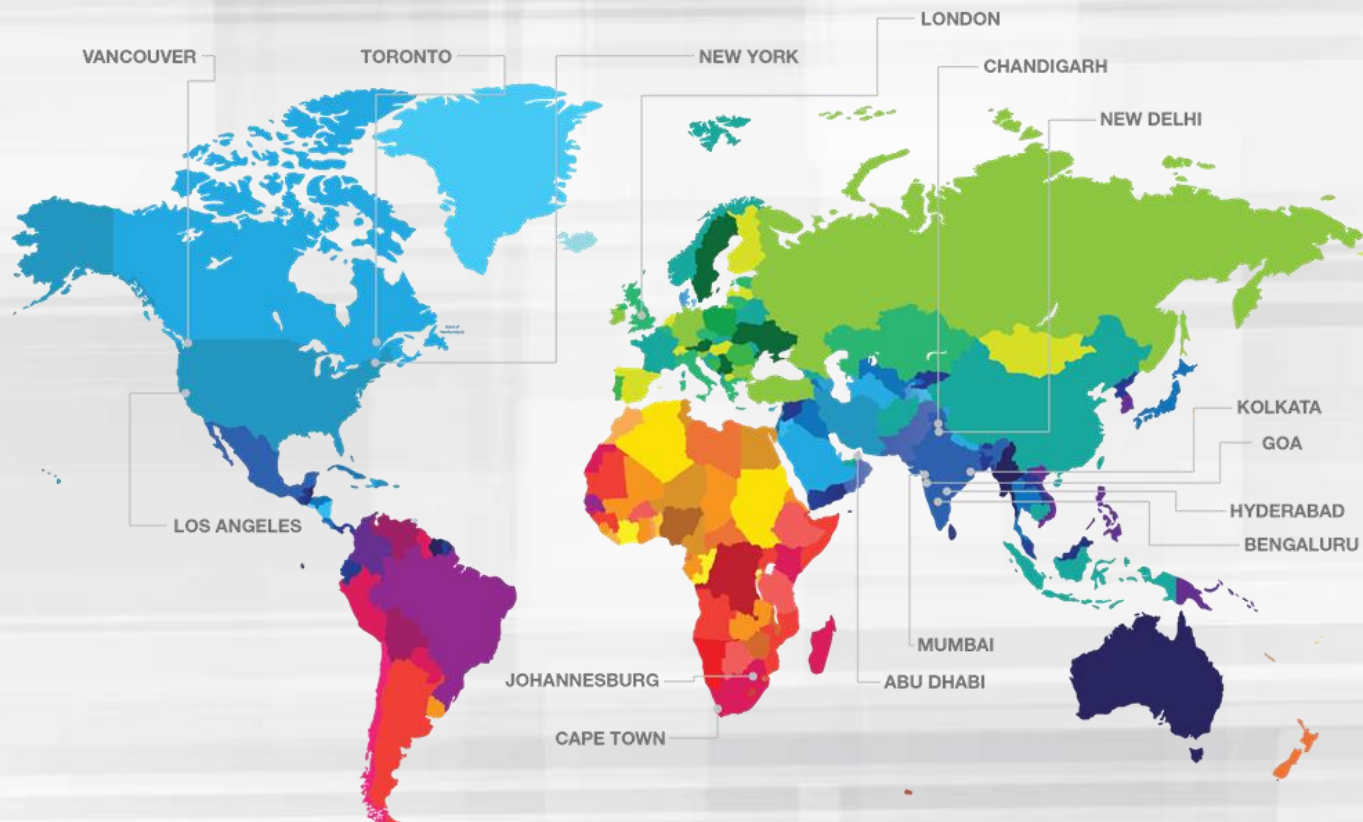 LONDON
VANCOUVER
TORONTO
NEW YORK
CHANDIGARH
NEW DELHI
KOLKATA
GOA
HYDERABAD
LOS ANGELES
BENGALURU
MUMBAI
JOHANNESBURG
ABU DHABI
CAPE TOWN